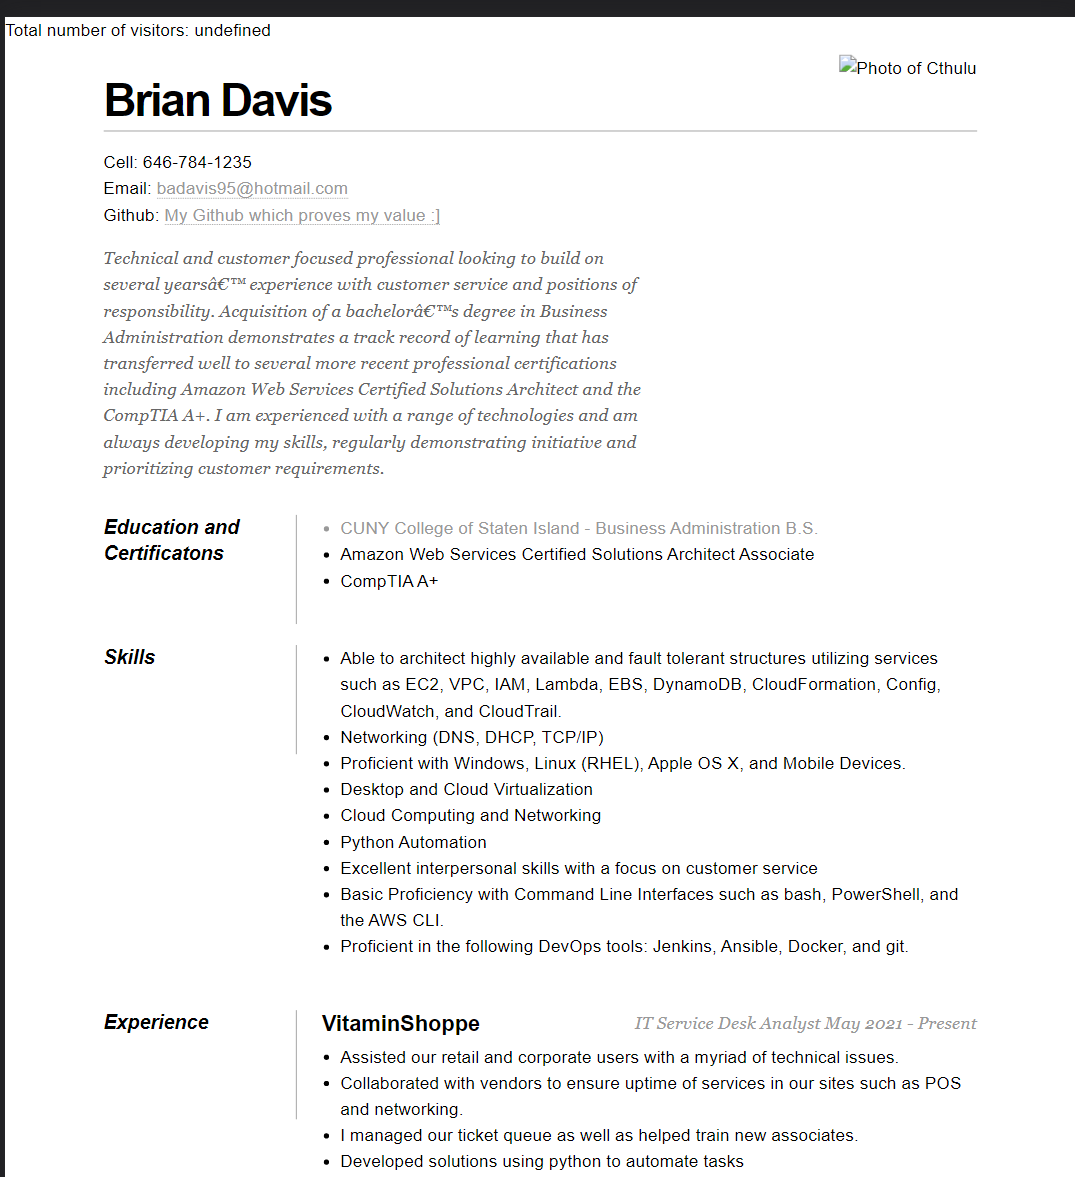 Total number of visitors: undefined
Photo of Cthulu
Brian Davis
Cell: 646-784-1235
Email: badavis95@hotmail.com
Github: My Github which proves my value :]
Technical and customer focused professional looking to build on
several yearsâ€™ experience with customer service and positions of
responsibility. Acquisition of a bachelorâ€™s degree in Business
Administration demonstrates a track record of learning that has
transferred well to several more recent professional certifications
including Amazon Web Services Certified Solutions Architect and the
CompTIA A+. I am experienced with a range of technologies and am
always developing my skills, regularly demonstrating initiative and
prioritizing customer requirements.
Education and
Certificatons
• CUNY College of Staten Island - Business Administration B.S.
• Amazon Web Services Certified Solutions Architect Associate
• CompTIA A+
Skills
• Able to architect highly available and fault tolerant structures utilizing services
such as EC2, VPC, IAM, Lambda, EBS, DynamoDB, CloudFormation, Config,
CloudWatch, and CloudTrail.
• Networking (DNS, DHCP, TCP/IP)
• Proficient with Windows, Linux (RHEL), Apple OS X, and Mobile Devices.
• Desktop and Cloud Virtualization
• Cloud Computing and Networking
• Python Automation
• Excellent interpersonal skills with a focus on customer service
• Basic Proficiency with Command Line Interfaces such as bash, PowerShell, and
the AWS CLI.
• Proficient in the following DevOps tools: Jenkins, Ansible, Docker, and git.
Experience
VitaminShoppe IT Service Desk Analyst May 2021 - Present
• Assisted our retail and corporate users with a myriad of technical issues.
• Collaborated with vendors to ensure uptime of services in our sites such as POS
and networking.
• I managed our ticket queue as well as helped train new associates.
• Developed solutions using python to automate tasks